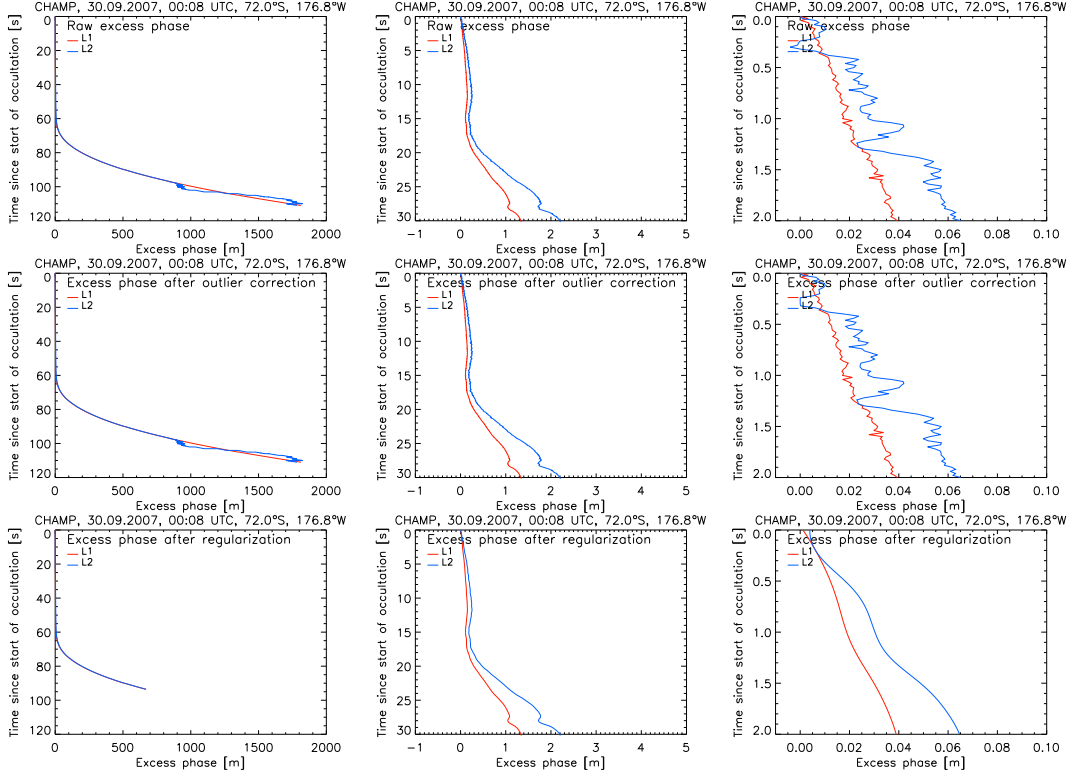 CHAMP, 30.09.2007, 00:08 UTC, 72.0°S, 176.8°W
Raw excess phase
L1
L2
Time since start of occultation [s]
0
20
40
60
80
100
120
0
500
1000
1500
2000
Excess phase [m]
CHAMP, 30.09.2007, 00:08 UTC, 72.0°S, 176.8°W
Raw excess phase
L1
L2
Time since start of occultation [s]
0
5
10
15
20
25
30
-1
0
1
2
3
4
5
Excess phase [m]
CHAMP, 30.09.2007, 00:08 UTC, 72.0°S, 176.8°W
Raw excess phase
L1
L2
Time since start of occultation [s]
0.0
0.5
1.0
1.5
2.0
0.00
0.02
0.04
0.06
0.08
0.10
Excess phase [m]
CHAMP, 30.09.2007, 00:08 UTC, 72.0°S, 176.8°W
Excess phase after outlier correction
L1
L2
Time since start of occultation [s]
0
20
40
60
80
100
120
0
500
1000
1500
2000
Excess phase [m]
CHAMP, 30.09.2007, 00:08 UTC, 72.0°S, 176.8°W
Excess phase after outlier correction
L1
L2
Time since start of occultation [s]
0
5
10
15
20
25
30
-1
0
1
2
3
4
5
Excess phase [m]
CHAMP, 30.09.2007, 00:08 UTC, 72.0°S, 176.8°W
Excess phase after outlier correction
L1
L2
Time since start of occultation [s]
0.0
0.5
1.0
1.5
2.0
0.00
0.02
0.04
0.06
0.08
0.10
Excess phase [m]
CHAMP, 30.09.2007, 00:08 UTC, 72.0°S, 176.8°W
Excess phase after regularization
L1
L2
Time since start of occultation [s]
0
20
40
60
80
100
120
0
500
1000
1500
2000
Excess phase [m]
CHAMP, 30.09.2007, 00:08 UTC, 72.0°S, 176.8°W
Excess phase after regularization
L1
L2
Time since start of occultation [s]
0
5
10
15
20
25
30
-1
0
1
2
3
4
5
Excess phase [m]
CHAMP, 30.09.2007, 00:08 UTC, 72.0°S, 176.8°W
Excess phase after regularization
L1
L2
Time since start of occultation [s]
0.0
0.5
1.0
1.5
2.0
0.00
0.02
0.04
0.06
0.08
0.10
Excess phase [m]